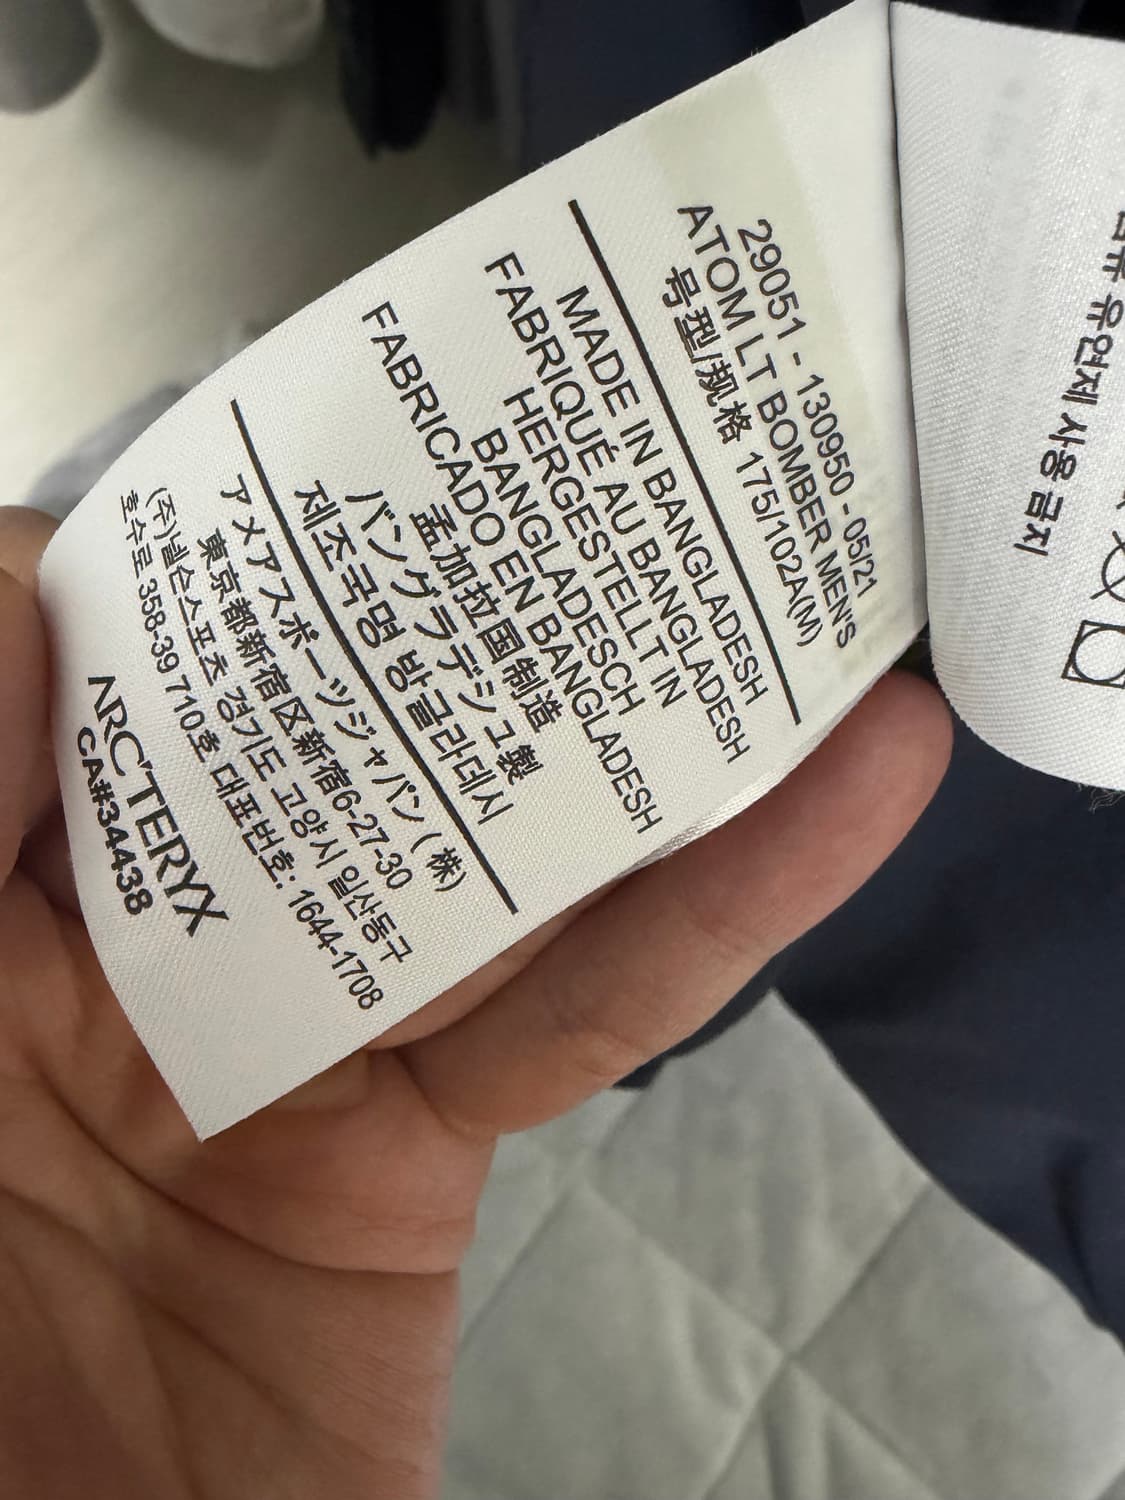 29051 - 130950 - 05/21
ATOM LT BOMBER MEN'S
号型/规格 175/102A(M)
MADE IN BANGLADESH
FABRIQUÉ AU BANGLADESH
HERGESTELLT IN
BANGLADESCH
FABRICADO EN BANGLADESH
孟加拉国制造
バングラデシュ製
제조국명 방글라데시
アメアスポーツジャパン(株)
東京都新宿区新宿6-27-30
(주)넬슨스포츠 경기도 고양시 일산동구
호수로 358-39 710호 대표번호: 1644-1708
ARC'TERYX
CA#34438
유연제 사용 금지